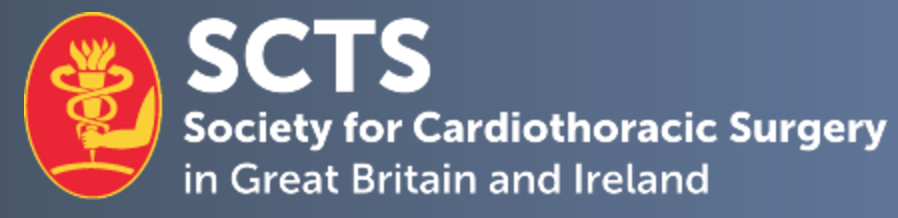 SCTS
Society for Cardiothoracic Surgery
in Great Britain and Ireland